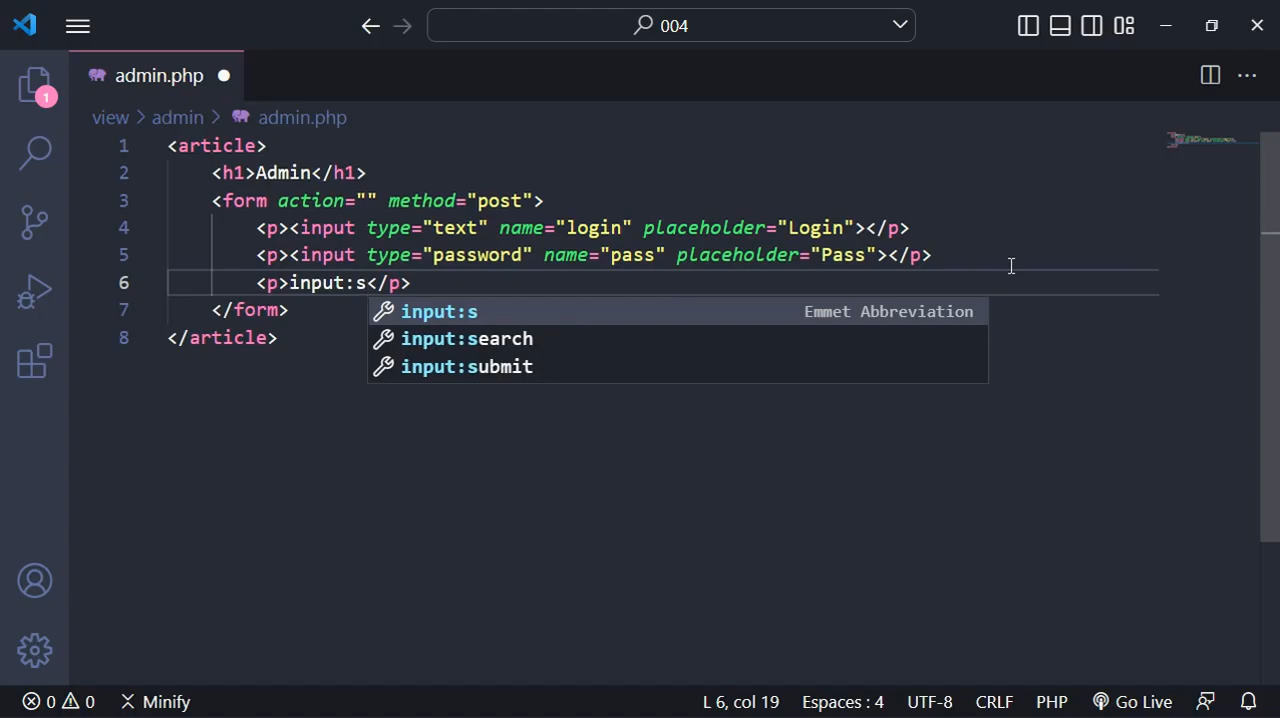 004
admin.php
1
view > admin > admin.php
1 <article>
2 <h1>Admin</h1>
3 <form action="" method="post">
4 <p><input type="text" name="login" placeholder="Login"></p>
5 <p><input type="password" name="pass" placeholder="Pass"></p>
6 <p>input:s</p>
input:s Emmet Abbreviation
7 </form>
8 </article>
input:search
input:submit
0 0 Minify L 6, col 19 Espaces : 4 UTF-8 CRLF PHP Go Live